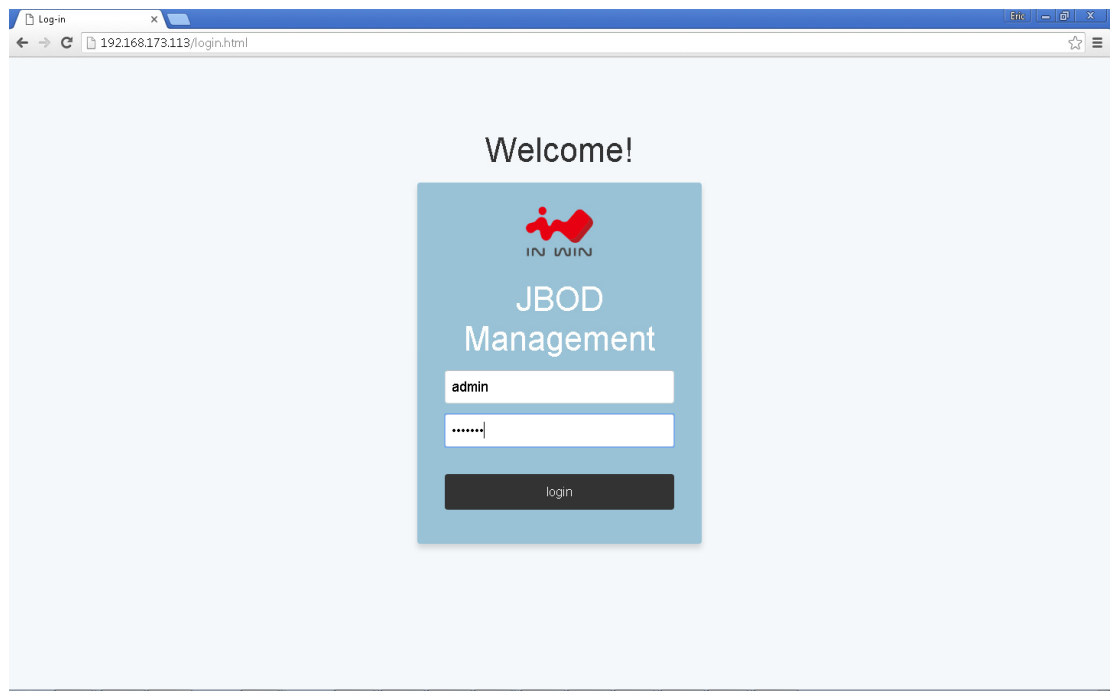 Log-in
Eric
192.168.173.113/login.html
Welcome!
IN WIN
JBOD
Management
admin
•••••••
login